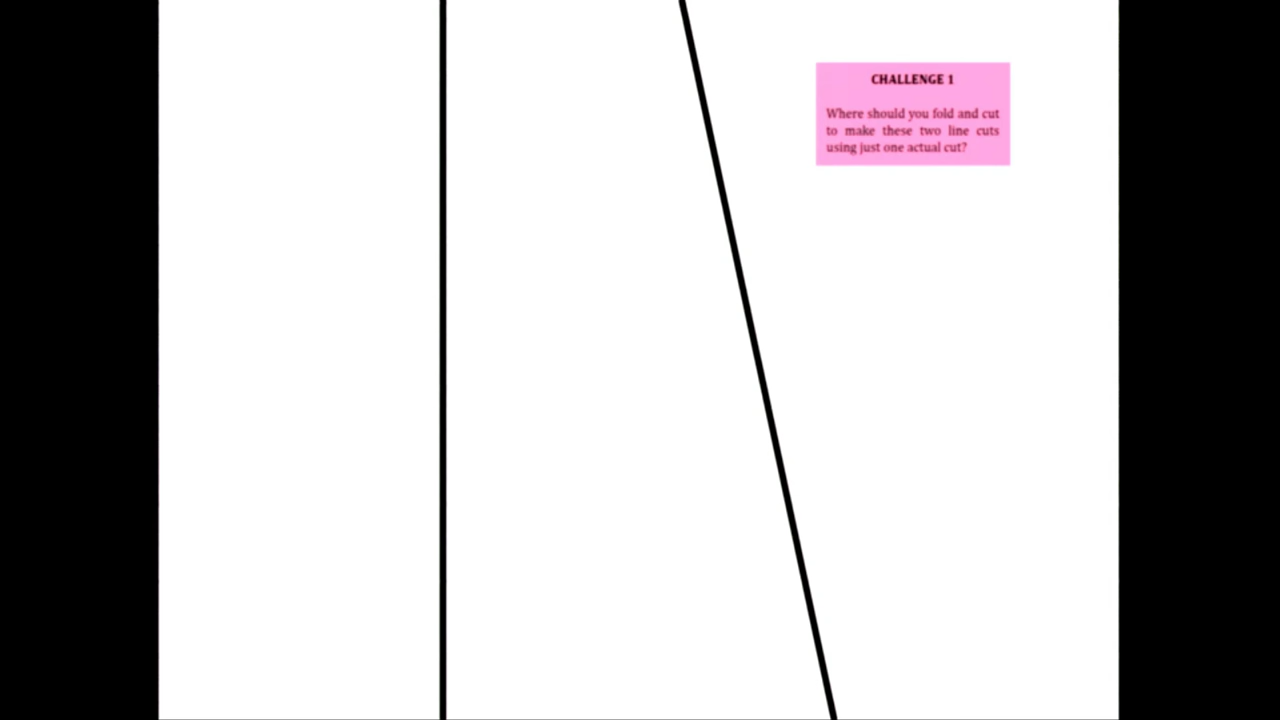 CHALLENGE 1
Where should you fold and cut
to make these two line cuts
using just one actual cut?